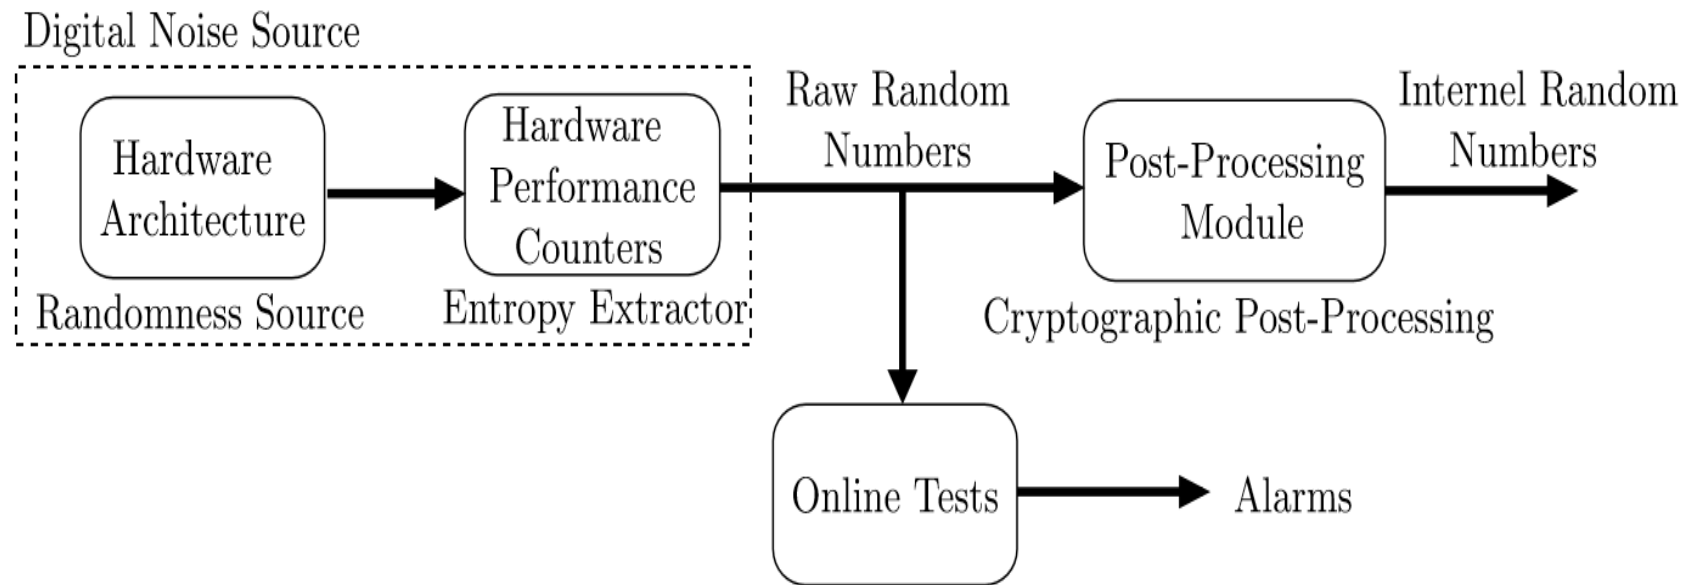 Digital Noise Source
Hardware
Architecture
Randomness Source
Hardware
Performance
Counters
Entropy Extractor
Raw Random
Numbers
Post-Processing
Module
Cryptographic Post-Processing
Internel Random
Numbers
Online Tests
Alarms